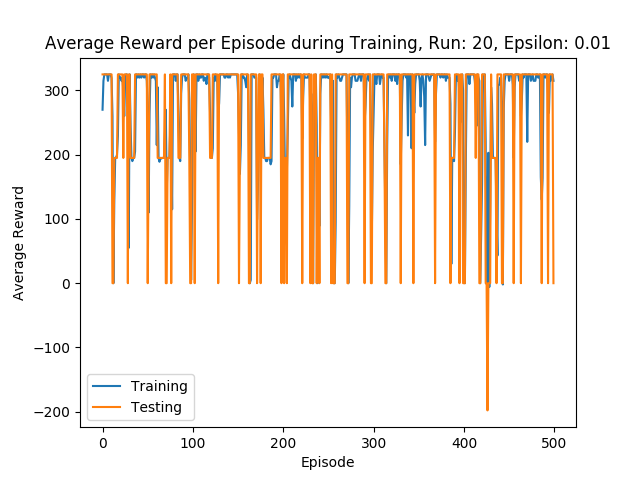 Average Reward per Episode during Training, Run: 20, Epsilon: 0.01
300
200
100
0
−100
−200
Average Reward
Training
Testing
0 100 200 300 400 500
Episode